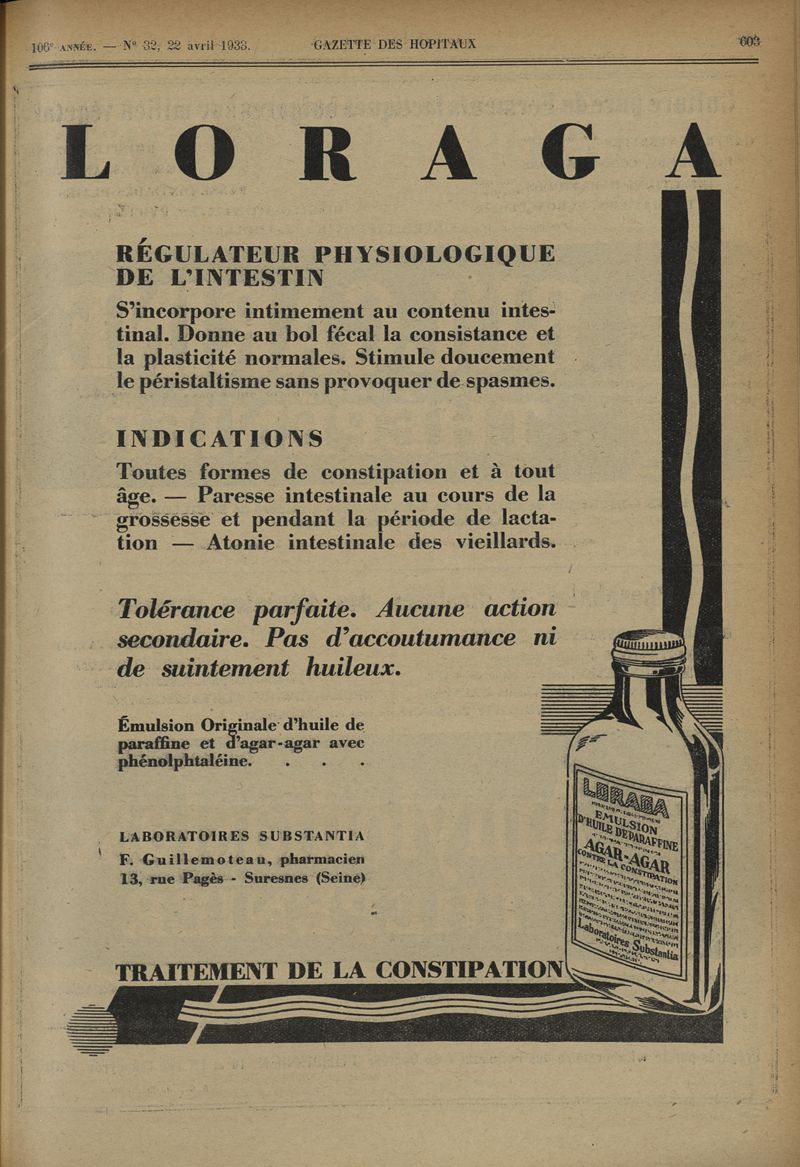 106e ANNÉE. — N° 32, 22 avril 1933.
GAZETTE DES HOPITAUX
603
LORAGA
RÉGULATEUR PHYSIOLOGIQUE
DE L'INTESTIN
S'incorpore intimement au contenu intes-
tinal. Donne au bol fécal la consistance et
la plasticité normales. Stimule doucement
le péristaltisme sans provoquer de spasmes.
INDICATIONS
Toutes formes de constipation et à tout
âge. — Paresse intestinale au cours de la
grossesse et pendant la période de lacta-
tion — Atonie intestinale des vieillards.
Tolérance parfaite. Aucune action
secondaire. Pas d'accoutumance ni
de suintement huileux.
Émulsion Originale d'huile de
paraffine et d'agar-agar avec
phénolphtaléine. . . .
LABORATOIRES SUBSTANTIA
F. Guillemoteau, pharmacien
13, rue Pagès - Suresnes (Seine)
LORAGA
EMULSION
D'HUILE DE PARAFFINE
AGAR-AGAR
CONTRE LA CONSTIPATION
Laboratoires Substantia
TRAITEMENT DE LA CONSTIPATION